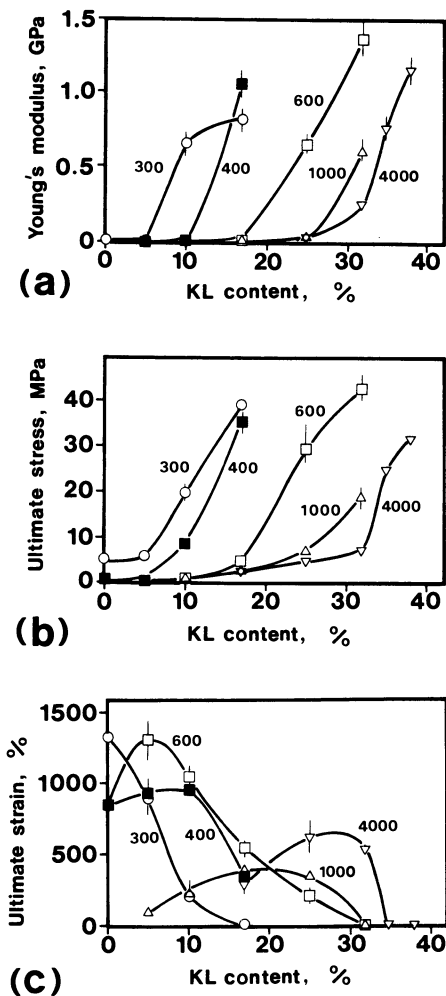 Young's modulus, GPa
1.5
1.0
0.5
0
300
400
600
1000
4000
0 10 20 30 40
(a)
KL content, %
Ultimate stress, MPa
40
30
20
10
0
300
400
600
1000
4000
0 10 20 30 40
(b)
KL content, %
Ultimate strain, %
1500
1000
500
0
600
300
400
4000
1000
0 10 20 30 40
(c)
KL content, %